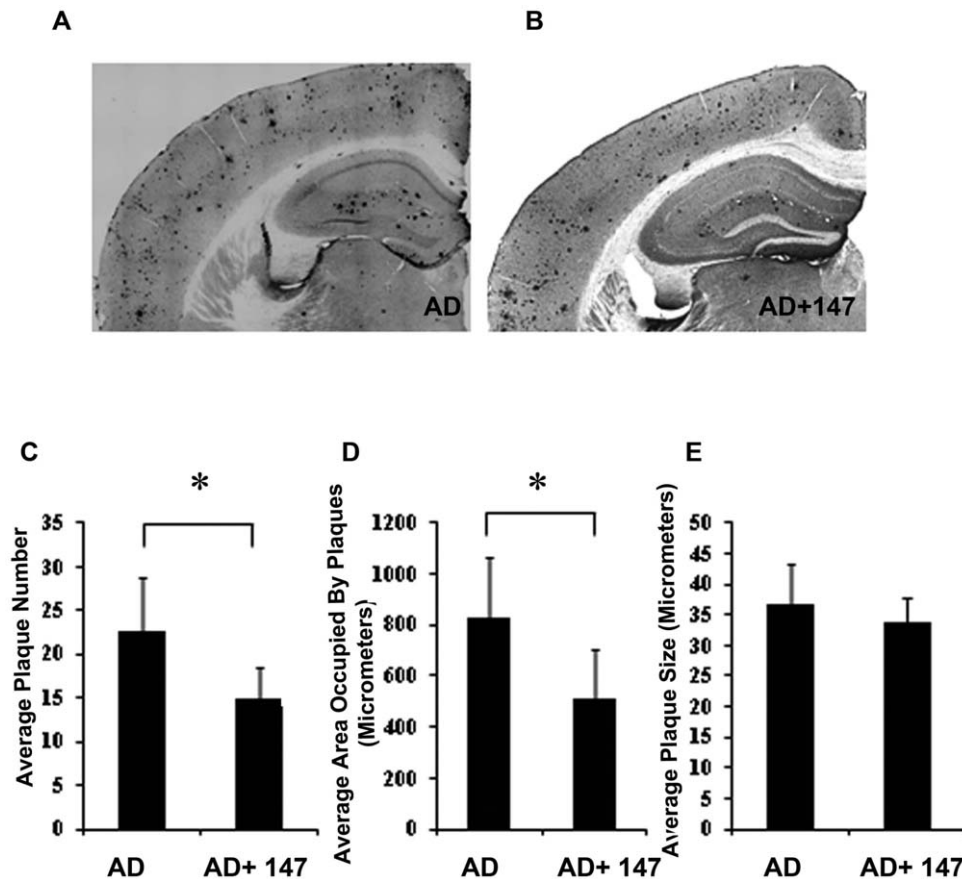 A
B
AD
AD+147
C
D
E
*
*
Average Plaque Number
35
30
25
20
15
10
5
0
AD
AD+ 147
Average Area Occupied By Plaques
(Micrometers)
1200
1000
800
600
400
200
0
AD
AD+ 147
Average Plaque Size (Micrometers)
50
45
40
35
30
25
20
15
10
5
0
AD
AD+ 147